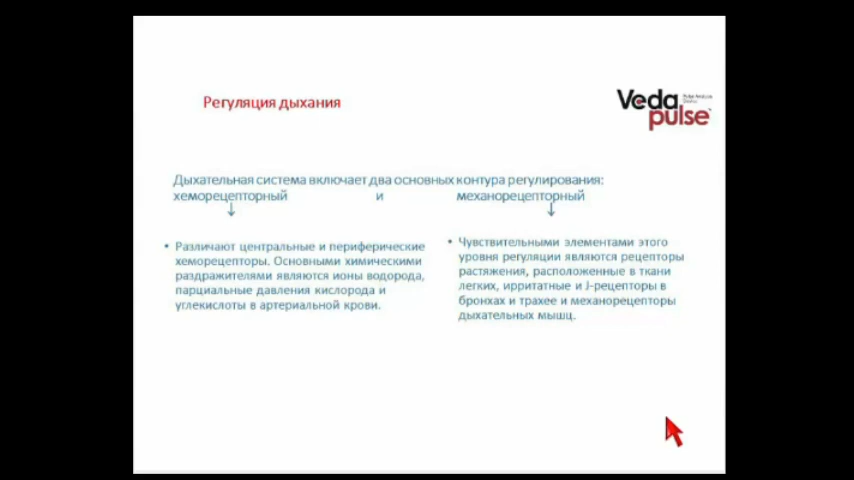 Регуляция дыхания
Veda
pulse
Дыхательная система включает два основных контура регулирования:
хеморецепторный и механорецепторный
• Различают центральные и периферические
хеморецепторы. Основными химическими
раздражителями являются ионы водорода,
парциальные давления кислорода и
углекислоты в артериальной крови.
• Чувствительными элементами этого
уровня регуляции являются рецепторы
растяжения, расположенные в ткани
легких, ирритатные и J-рецепторы в
бронхах и трахее и механорецепторы
дыхательных мышц.